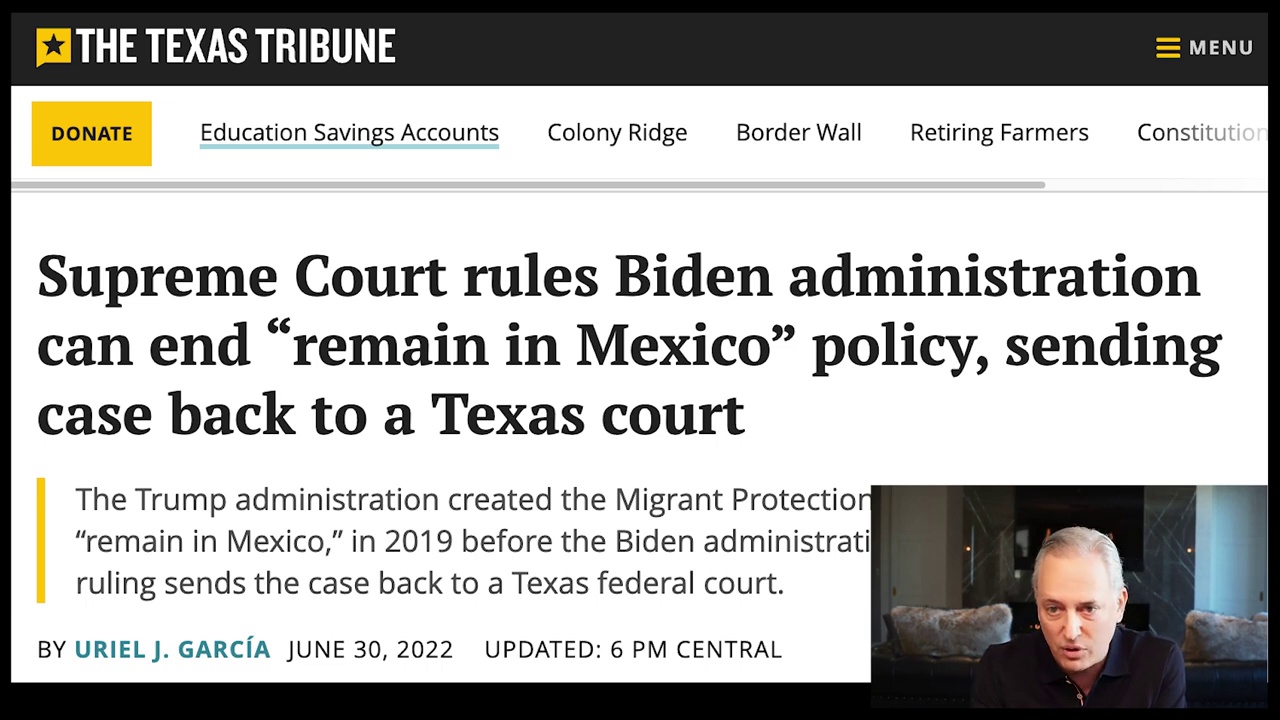 THE TEXAS TRIBUNE
MENU
DONATE
Education Savings Accounts
Colony Ridge
Border Wall
Retiring Farmers
Constitution
Supreme Court rules Biden administration
can end “remain in Mexico” policy, sending
case back to a Texas court
The Trump administration created the Migrant Protection
“remain in Mexico,” in 2019 before the Biden administrati
ruling sends the case back to a Texas federal court.
BY URIEL J. GARCÍA JUNE 30, 2022 UPDATED: 6 PM CENTRAL